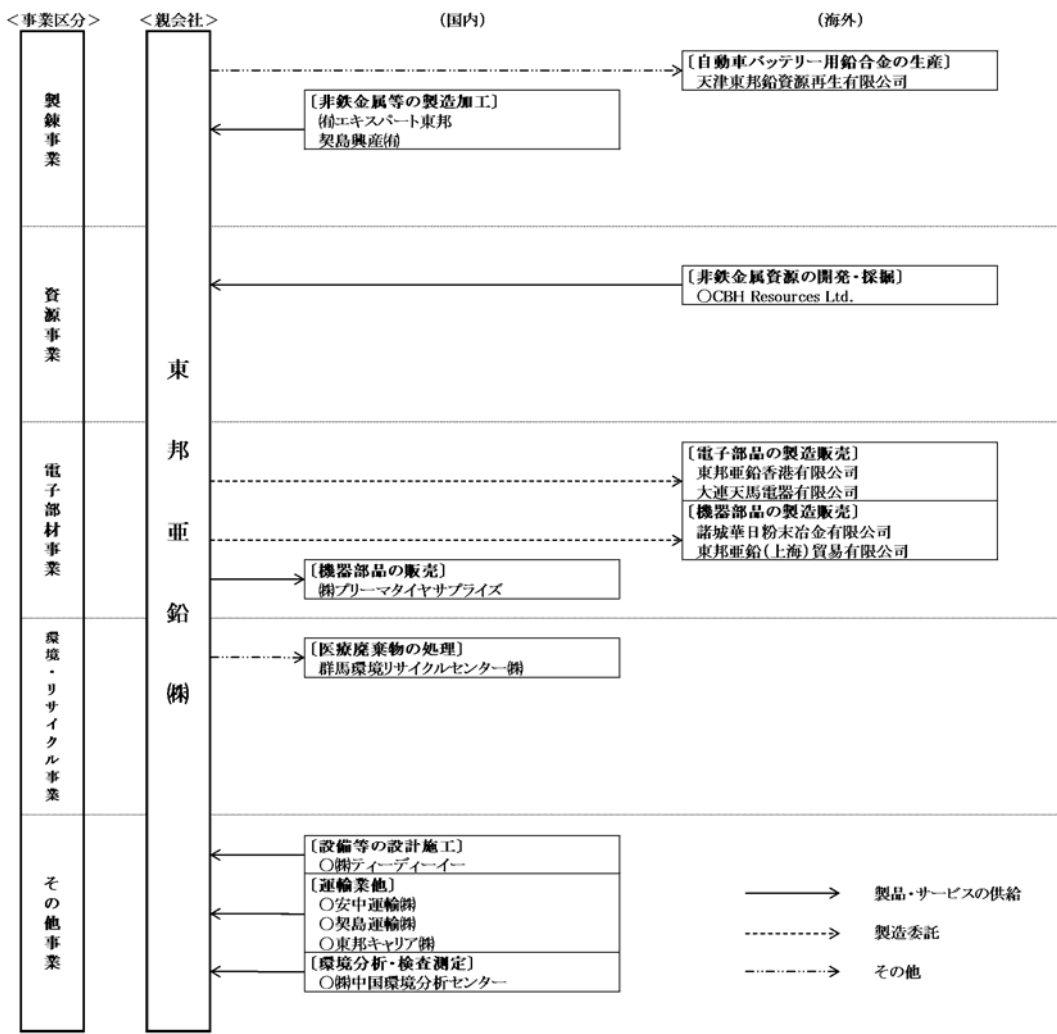 ＜事業区分＞
＜親会社＞
(国内)
(海外)
製錬事業
〔自動車バッテリー用鉛合金の生産〕
天津東邦鉛資源再生有限公司
〔非鉄金属等の製造加工〕
㈲エキスパート東邦
契島興産㈲
資源事業
〔非鉄金属資源の開発・採掘〕
○CBH Resources Ltd.
東邦亜鉛㈱
電子部材事業
〔電子部品の製造販売〕
東邦亜鉛香港有限公司
大連天馬電器有限公司
〔機器部品の製造販売〕
諸城華日粉末冶金有限公司
東邦亜鉛(上海)貿易有限公司
〔機器部品の販売〕
㈱プリーマタイヤサプライズ
環境・リサイクル事業
〔医療廃棄物の処理〕
群馬環境リサイクルセンター㈱
その他事業
〔設備等の設計施工〕
○㈱ティーディーイー
〔運輸業他〕
○安中運輸㈱
○契島運輸㈱
○東邦キャリア㈱
〔環境分析・検査測定〕
○㈱中国環境分析センター
製品・サービスの供給
製造委託
その他